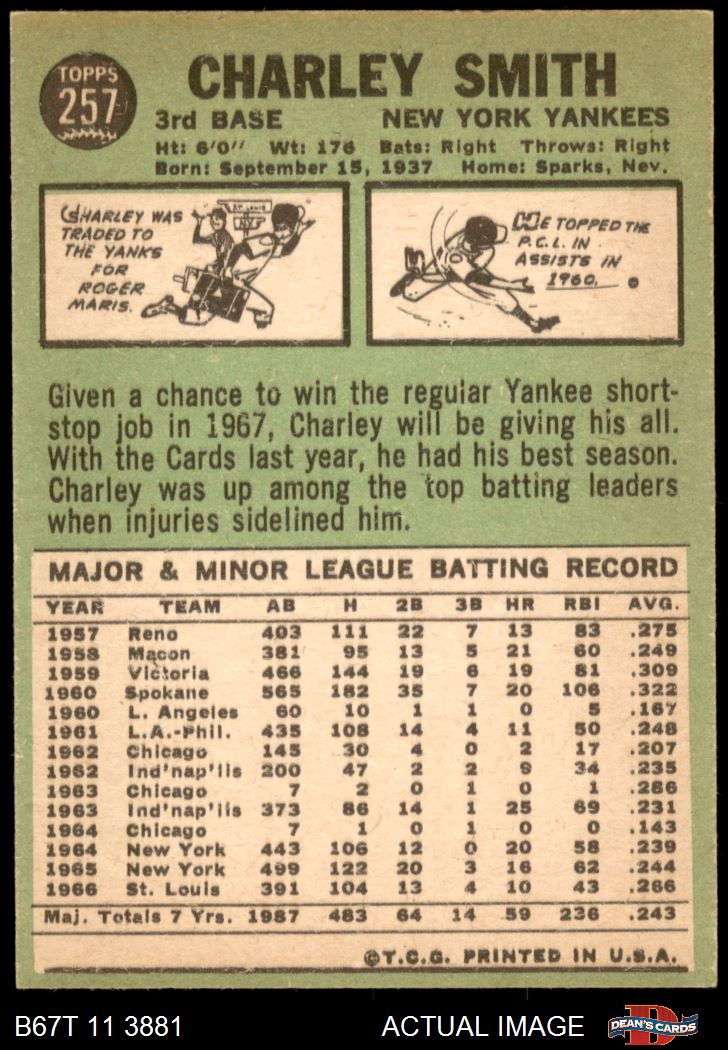 TOPPS
257
CHARLEY SMITH
3rd BASE NEW YORK YANKEES
Ht: 6'0" Wt: 176 Bats: Right Throws: Right
Born: September 15, 1937 Home: Sparks, Nev.
CHARLEY WAS
TRADED TO
THE YANKS
FOR
ROGER
MARIS.
HE TOPPED THE
P.C.L. IN
ASSISTS IN
1960.
Given a chance to win the regular Yankee short-
stop job in 1967, Charley will be giving his all.
With the Cards last year, he had his best season.
Charley was up among the top batting leaders
when injuries sidelined him.
MAJOR & MINOR LEAGUE BATTING RECORD
YEAR TEAM AB H 2B 3B HR RBI AVG.
1957 Reno 403 111 22 7 13 83 .275
1958 Macon 381 95 13 5 21 60 .249
1959 Victoria 466 144 19 6 19 81 .309
1960 Spokane 565 182 35 7 20 106 .322
1960 L. Angeles 60 10 1 1 0 5 .167
1961 L.A.-Phil. 435 108 14 4 11 50 .248
1962 Chicago 145 30 4 0 2 17 .207
1962 Ind'nap'lis 200 47 2 2 9 34 .235
1963 Chicago 7 2 0 1 0 1 .286
1963 Ind'nap'lis 373 86 14 1 25 69 .231
1964 Chicago 7 1 0 1 0 0 .143
1964 New York 443 106 12 0 20 58 .239
1965 New York 499 122 20 3 16 62 .244
1966 St. Louis 391 104 13 4 10 43 .266
Maj. Totals 7 Yrs. 1987 483 64 14 59 236 .243
©T.C.G. PRINTED IN U.S.A.
B67T 11 3881 ACTUAL IMAGE
DEAN'S CARDS